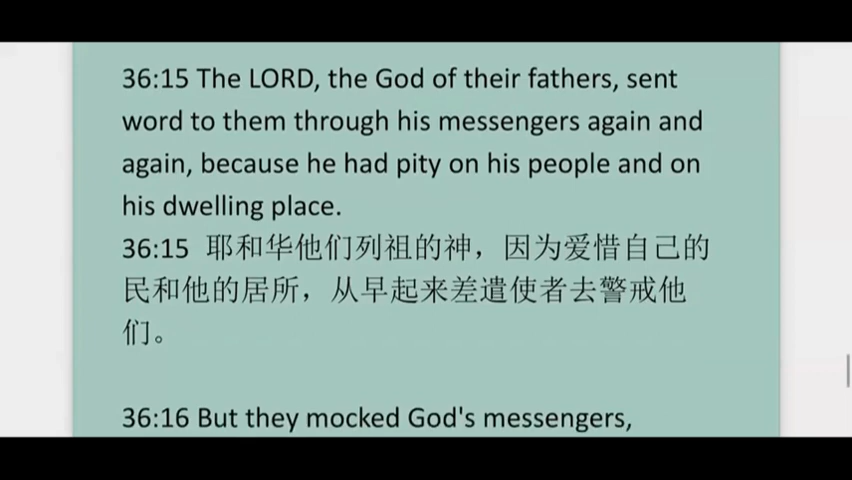 36:15 The LORD, the God of their fathers, sent
word to them through his messengers again and
again, because he had pity on his people and on
his dwelling place.
36:15 耶和华他们列祖的神，因为爱惜自己的
民和他的居所，从早起来差遣使者去警戒他
们。
36:16 But they mocked God's messengers,